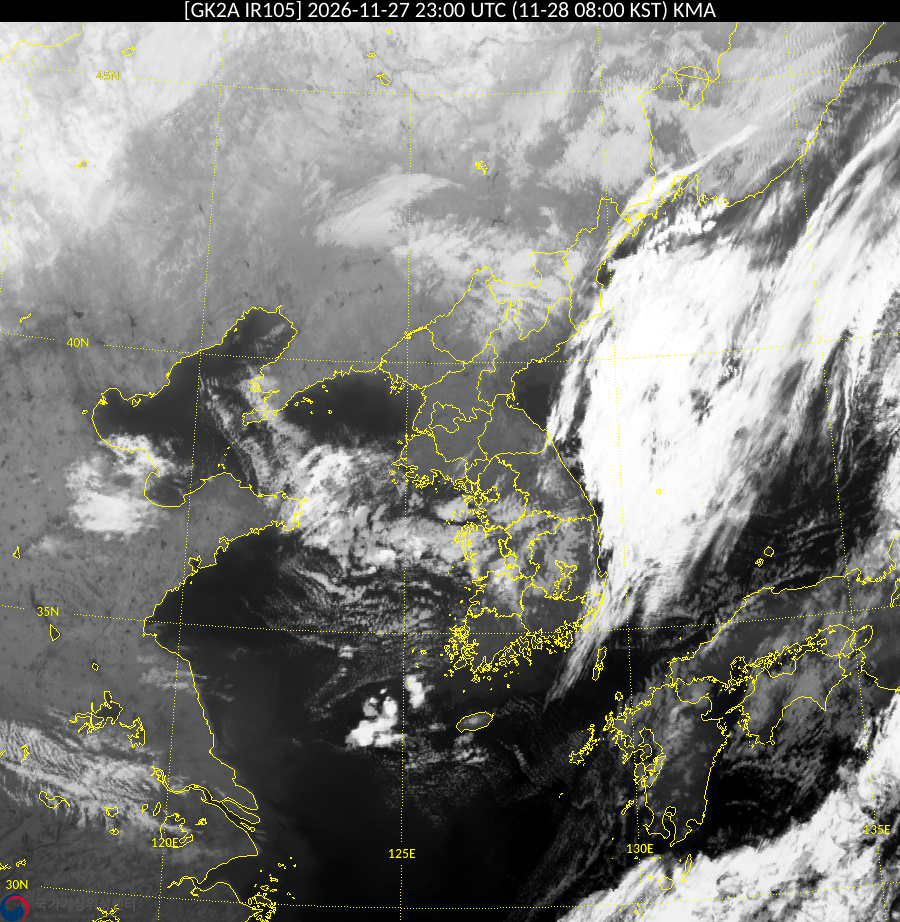 [GK2A IR105] 2026-11-27 23:00 UTC (11-28 08:00 KST) KMA
45N
40N
35N
120E
125E
130E
135E
30N